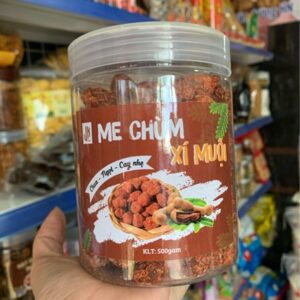 ME CHÙM
XÍ MUỘI
Chua - Ngọt - Cay nhẹ
KLT: 500gam